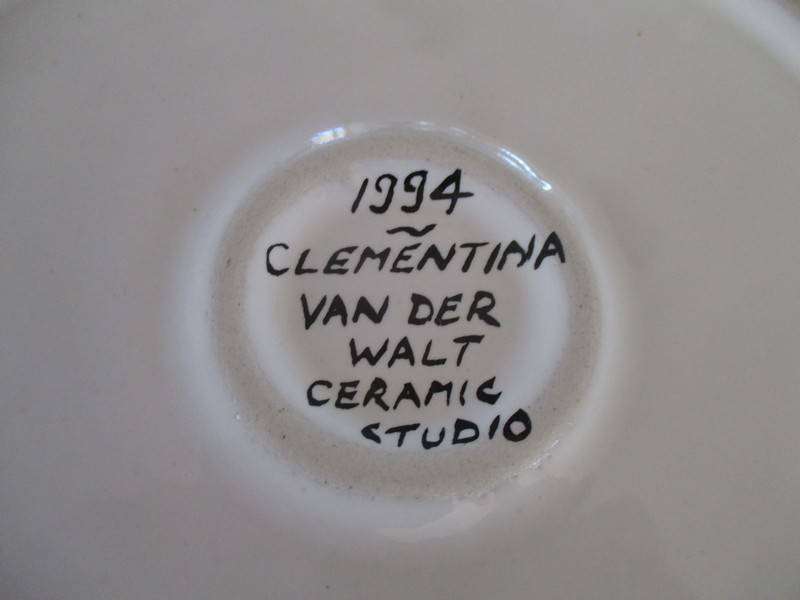 1994
~
CLEMENTINA
VAN DER
WALT
CERAMIC
STUDIO